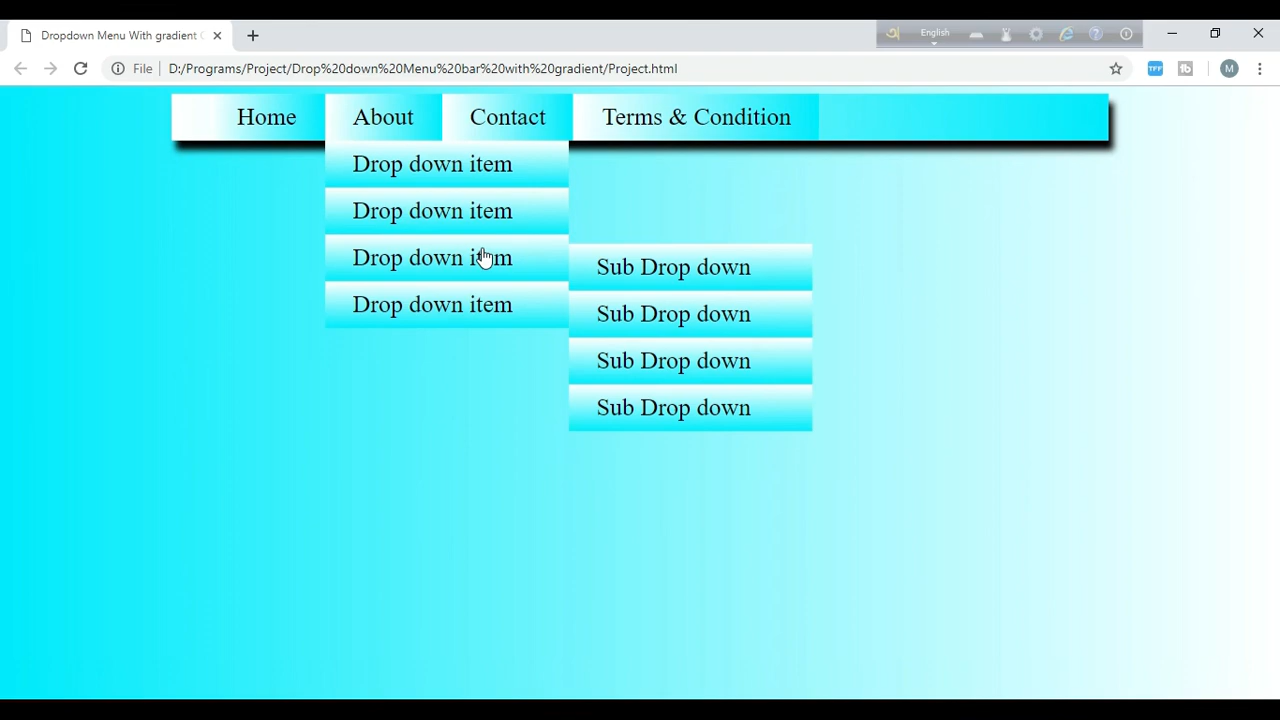 Dropdown Menu With gradient
English
File
D:/Programs/Project/Drop%20down%20Menu%20bar%20with%20gradient/Project.html
TFF
tb
M
Home About Contact Terms & Condition
Drop down item
Drop down item
Drop down item
Drop down item
Sub Drop down
Sub Drop down
Sub Drop down
Sub Drop down